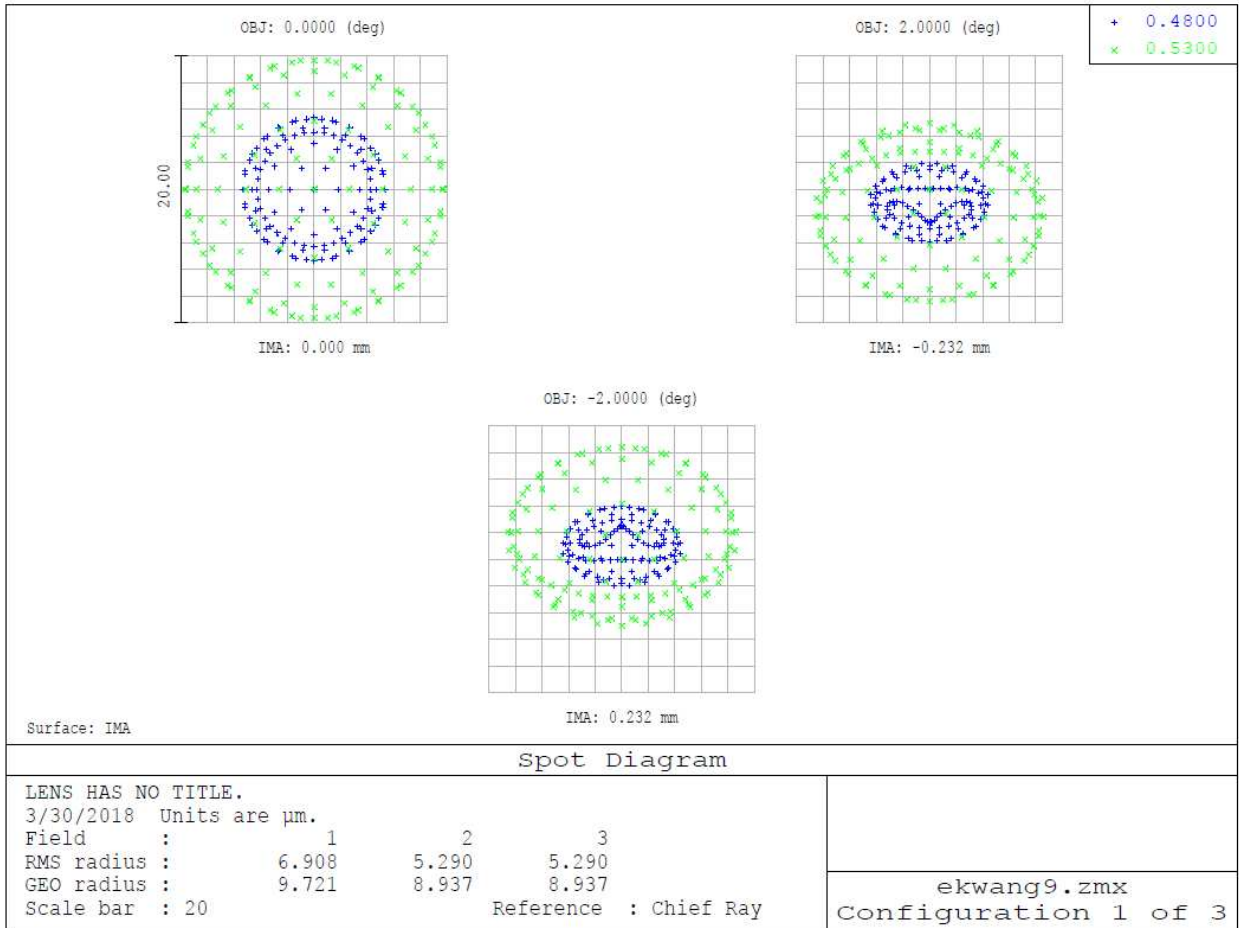 OBJ: 0.0000 (deg)
OBJ: 2.0000 (deg)
+ 0.4800
× 0.5300
20.00
IMA: 0.000 mm
IMA: -0.232 mm
OBJ: -2.0000 (deg)
IMA: 0.232 mm
Surface: IMA
Spot Diagram
LENS HAS NO TITLE.
3/30/2018 Units are µm.
Field : 1 2 3
RMS radius : 6.908 5.290 5.290
GEO radius : 9.721 8.937 8.937
Scale bar : 20 Reference : Chief Ray
ekwang9.zmx
Configuration 1 of 3